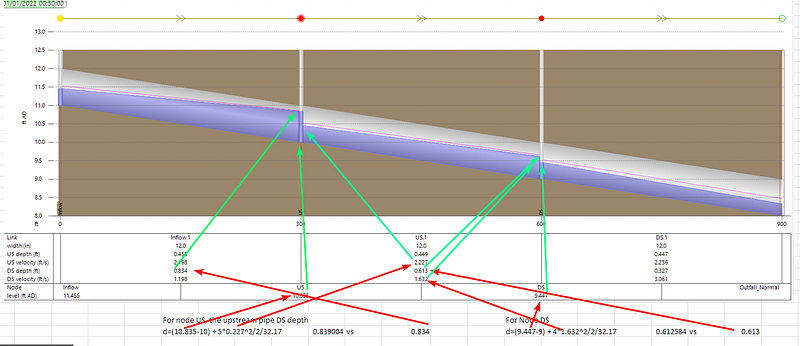 01/01/2022 00:50:00
13.0
12.5
12.0
11.5
11.0
10.5
10.0
9.5
9.0
8.5
8.0
ft AD
ft 0 300 60 900
Link Inflow.1 US.1 DS.1
width (in) 12.0 12.0 12.0
US depth (ft) 0.455 0.449 0.447
US velocity (ft/s) 2.198 2.227 2.236
DS depth (ft) 0.834 0.613 0.327
DS velocity (ft/s) 1.198 1.632 3.061
Node Inflow US DS Outfall_Normal
level (ft AD) 11.455 10.835 9.447
For node US, the upstream pipe DS depth
d=(10.835-10) + 5*0.227^2/2/32.17 0.839004 vs 0.834
For Node DS
d=(9.447-9) + 4*1.632^2/2/32.17 0.612584 vs 0.613